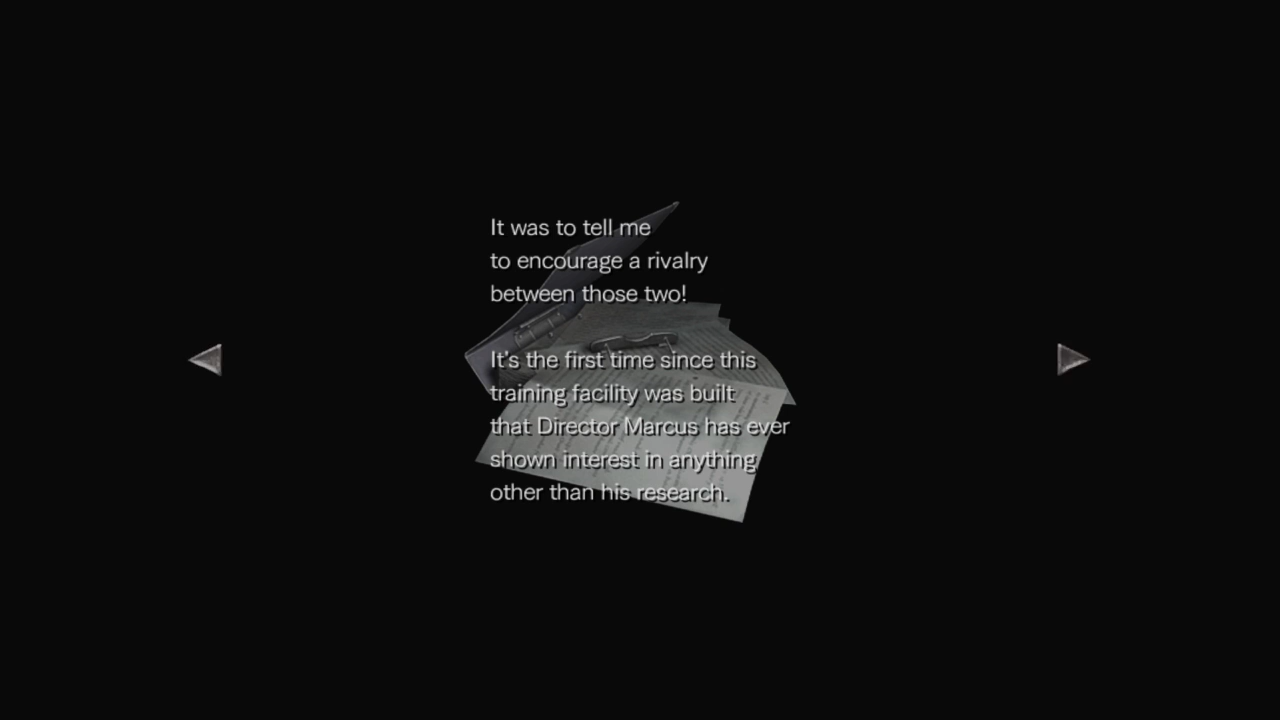 It was to tell me
to encourage a rivalry
between those two!
It's the first time since this
training facility was built
that Director Marcus has ever
shown interest in anything
other than his research.